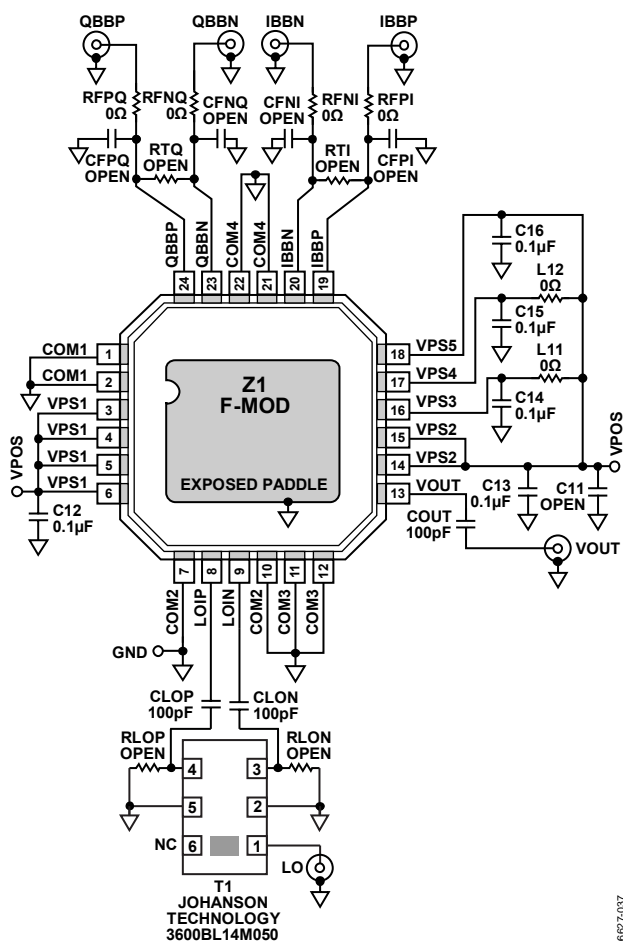 QBBP QBBN IBBN IBBP
RFPQ 0Ω
RFNQ 0Ω
CFNQ OPEN
CFNI OPEN
RFNI 0Ω
RFPI 0Ω
CFPQ OPEN
RTQ OPEN
RTI OPEN
CFPI OPEN
QBBP
QBBN
COM4
COM4
IBBN
IBBP
24
23
22
21
20
19
C16
0.1µF
L12
0Ω
C15
0.1µF
L11
0Ω
C14
0.1µF
COM1 1
COM1 2
VPS1 3
VPS1 4
VPS1 5
VPS1 6
VPOS
C12
0.1µF
Z1
F-MOD
EXPOSED PADDLE
18 VPS5
17 VPS4
16 VPS3
15 VPS2
14 VPS2
13 VOUT
VPOS
C13
0.1µF
C11
OPEN
COUT
100pF
VOUT
7
8
9
10
11
12
COM2
LOIP
LOIN
COM2
COM3
COM3
GND
CLOP
100pF
CLON
100pF
RLOP
OPEN
RLON
OPEN
4 3
5 2
NC 6 1
LO
T1
JOHANSON
TECHNOLOGY
3600BL14M050